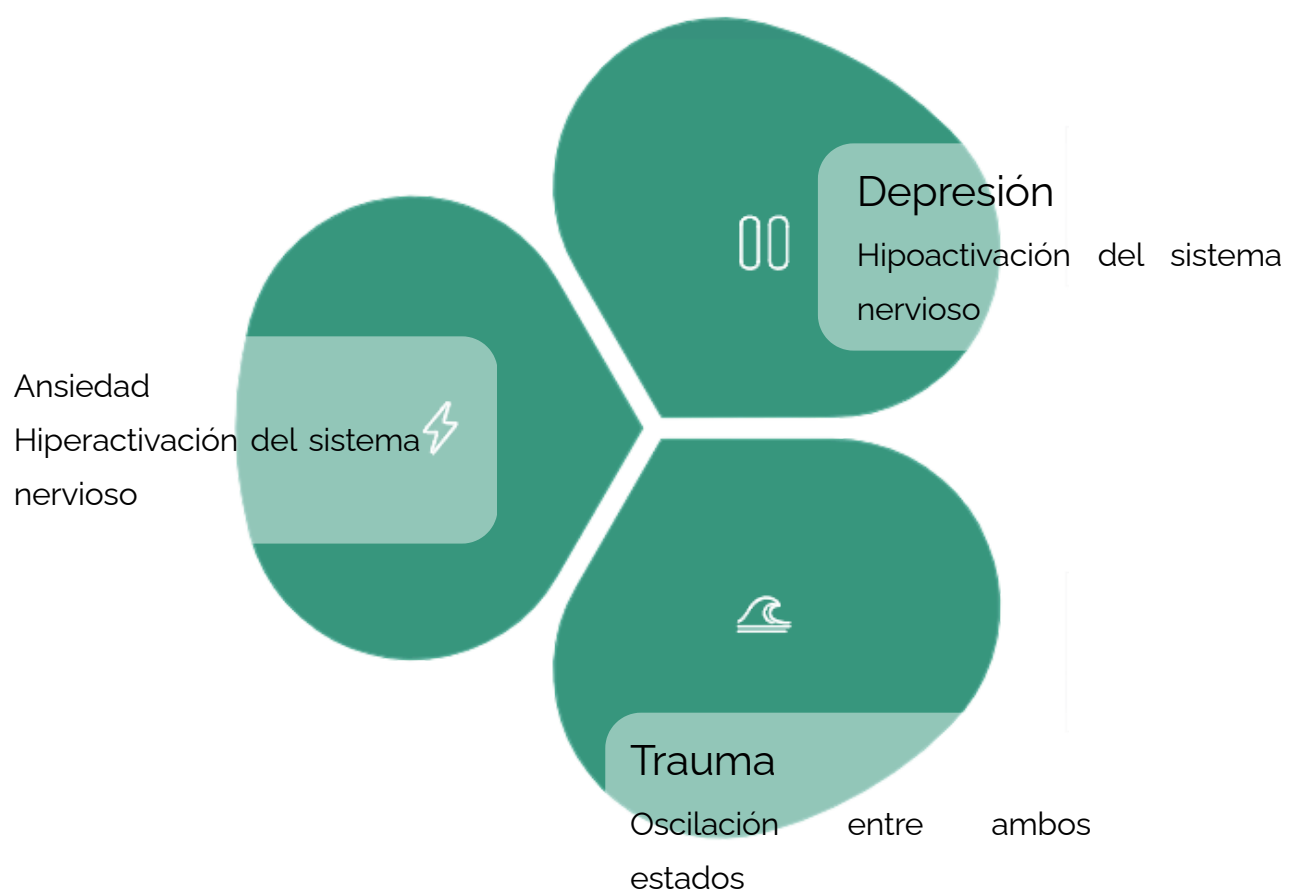 Depresión
Hipoactivación del sistema
nervioso
Ansiedad
Hiperactivación del sistema
nervioso
Trauma
Oscilación entre ambos
estados